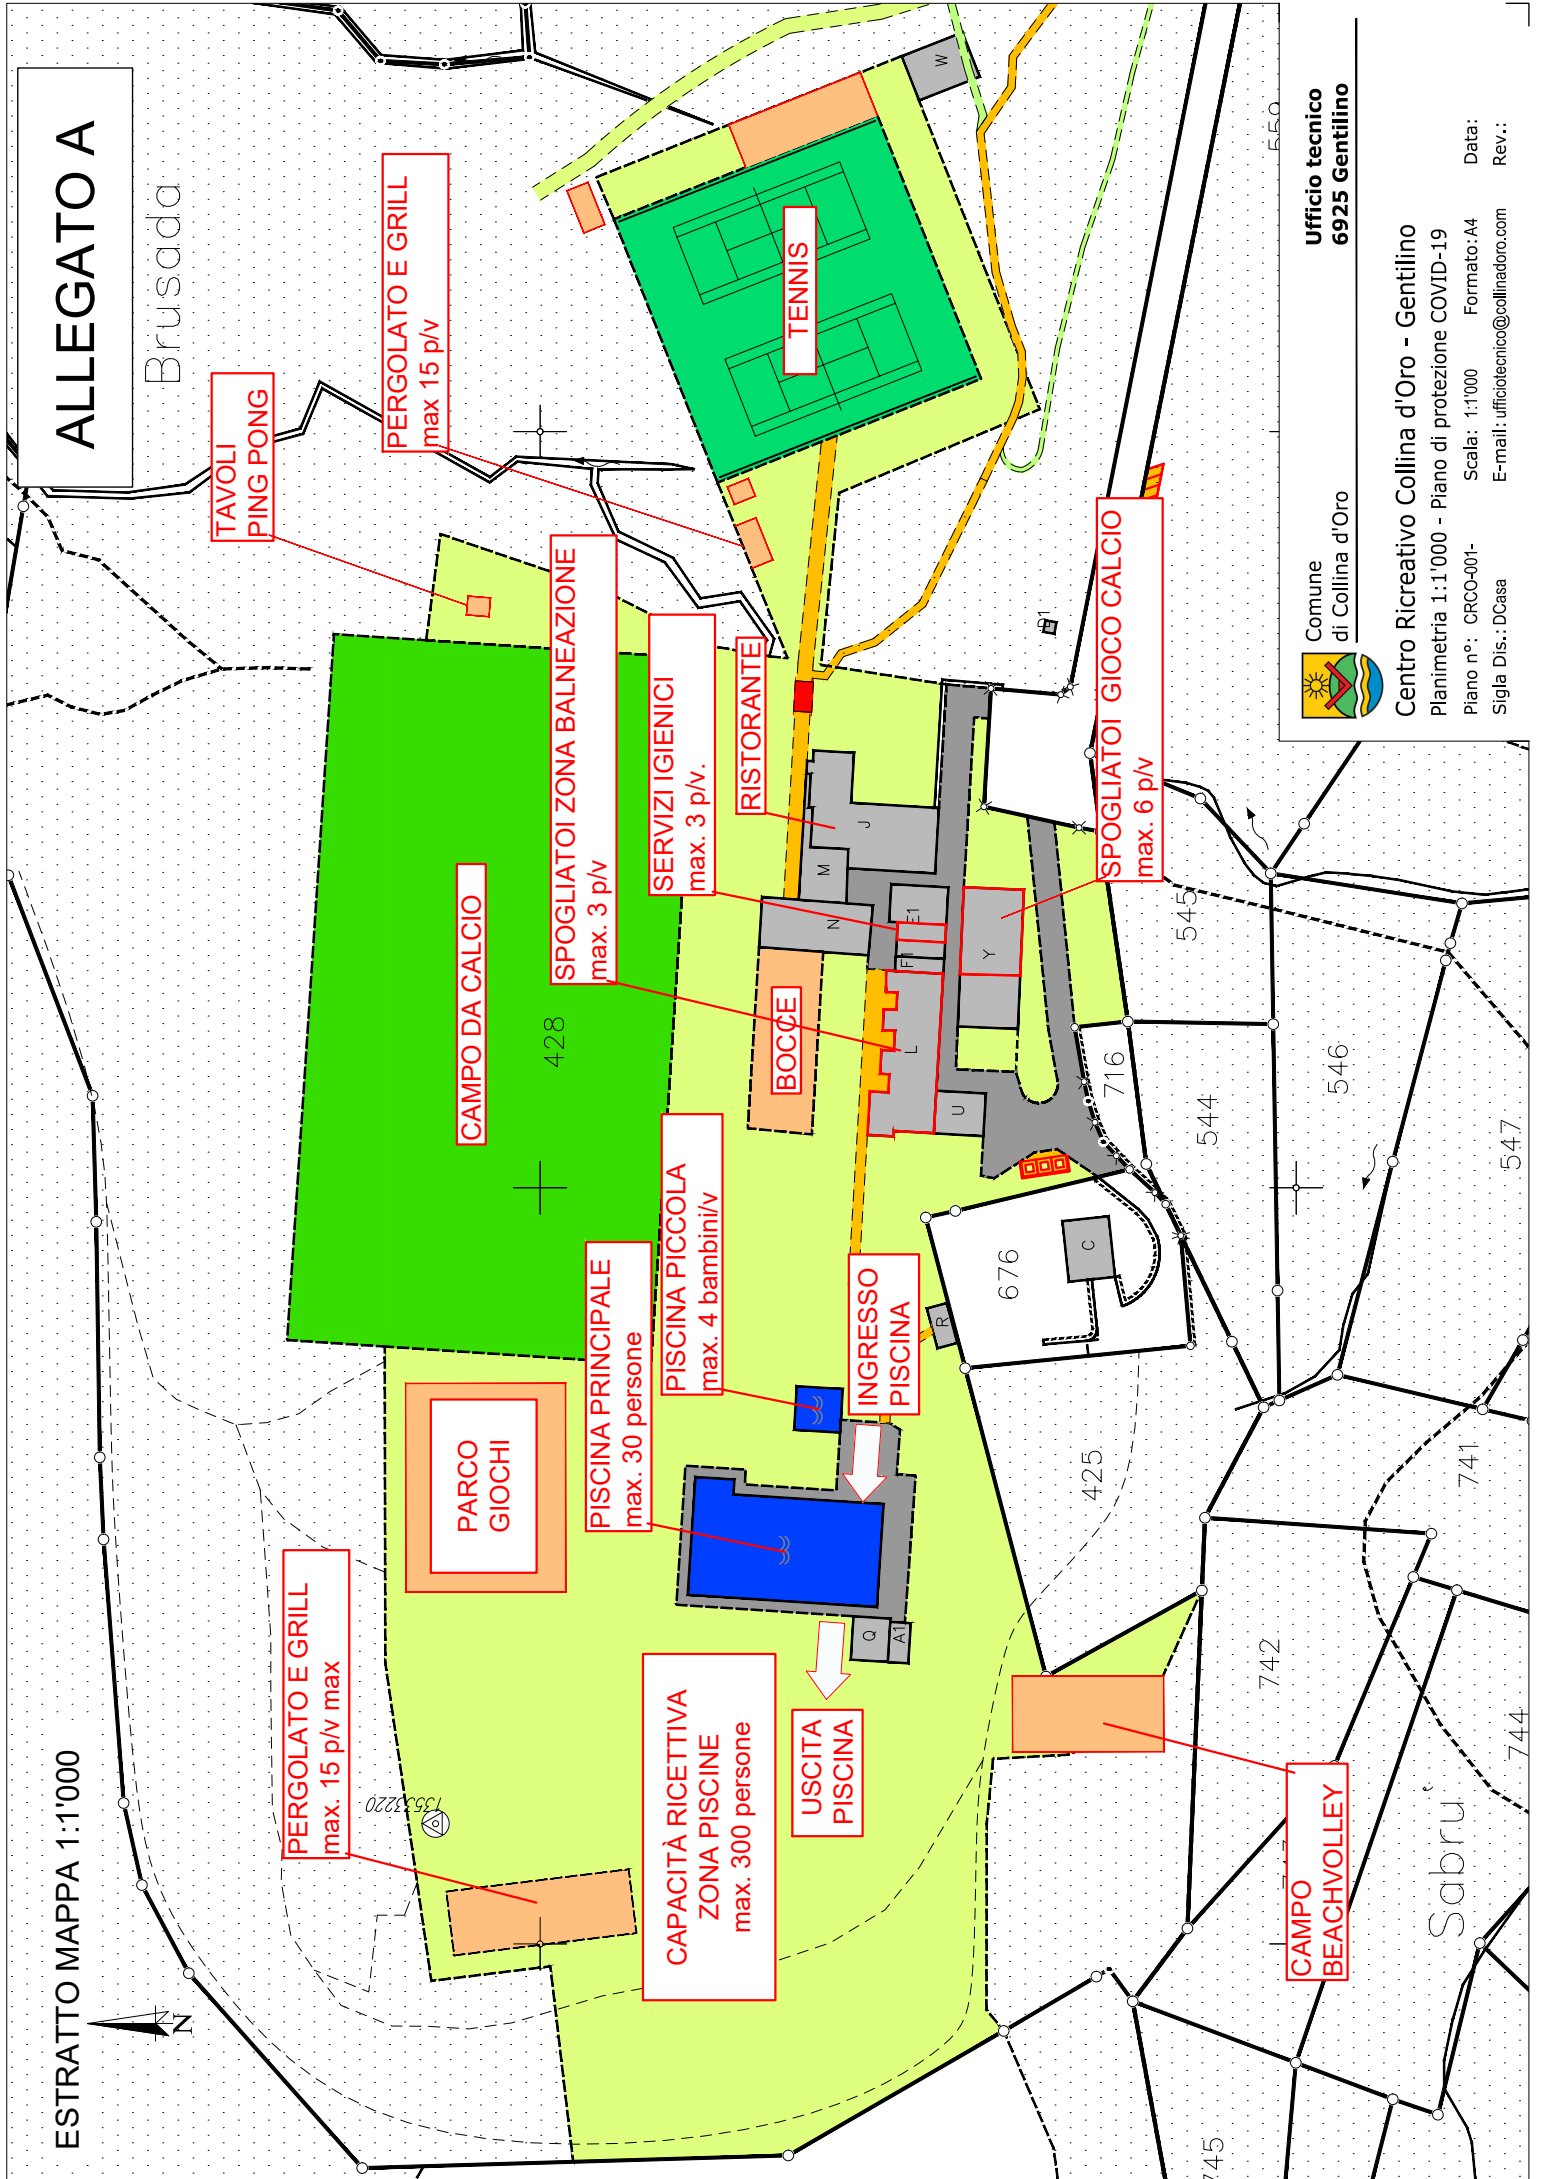 ESTRATTO MAPPA 1:1'000
N
ALLEGATO A
Brusada
TAVOLI
PING PONG
PERGOLATO E GRILL
max 15 p/v
PERGOLATO E GRILL
max. 15 p/v max
13533220
PARCO
GIOCHI
CAMPO DA CALCIO
428
SPOGLIATOI ZONA BALNEAZIONE
max. 3 p/v
SERVIZI IGIENICI
max. 3 p/v.
RISTORANTE
TENNIS
W
PISCINA PRINCIPALE
max. 30 persone
PISCINA PICCOLA
max. 4 bambini/v
BOCCE
CAPACITÀ RICETTIVA
ZONA PISCINE
max. 300 persone
USCITA
PISCINA
INGRESSO
PISCINA
Q
A1
R
L
U
F1
E1
N
M
J
Y
C
SPOGLIATOI GIOCO CALCIO
max. 6 p/v
676
425
716
545
544
546
547
741
742
744
745
CAMPO
BEACHVOLLEY
Sabrù
Comune
di Collina d'Oro
Ufficio tecnico
6925 Gentilino
Centro Ricreativo Collina d'Oro - Gentilino
Planimetria 1:1'000 - Piano di protezione COVID-19
Piano n°: CRCO-001- Scala: 1:1'000 Formato:A4 Data:
Sigla Dis.: DCasa E-mail: ufficiotecnico@collinadoro.com Rev.: